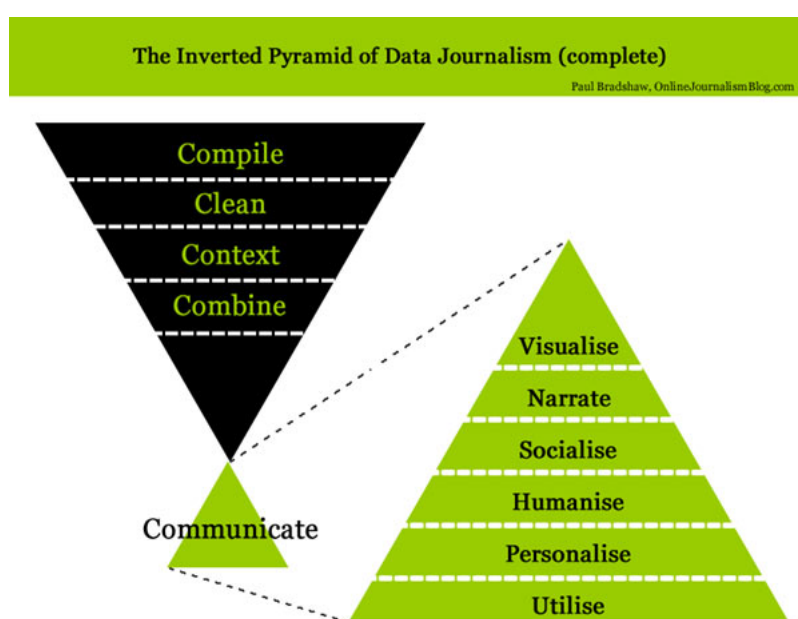 The Inverted Pyramid of Data Journalism (complete)
Paul Bradshaw, OnlineJournalismBlog.com
Compile
Clean
Context
Combine
Communicate
Visualise
Narrate
Socialise
Humanise
Personalise
Utilise